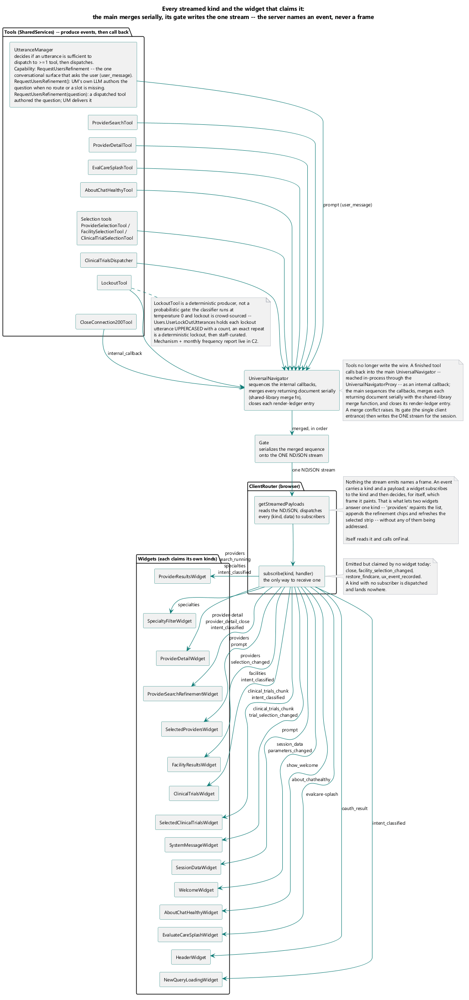 Every streamed kind and the widget that claims it:
the main merges serially, its gate writes the one stream -- the server names an event, never a frame
Tools (SharedServices) -- produce events, then call back
UtteranceManager
decides if an utterance is sufficient to
dispatch to >=1 tool, then dispatches.
Capability: RequestUsersRefinement -- the one
conversational surface that asks the user (user_message).
RequestUsersRefinement(): UM's own LLM authors the
question when no route or a slot is missing.
RequestUsersRefinement(question): a dispatched tool
authored the question; UM delivers it
ProviderSearchTool
ProviderDetailTool
EvalCareSplashTool
AboutChatHealthyTool
prompt (user_message)
Selection tools
ProviderSelectionTool /
FacilitySelectionTool /
ClinicalTrialSelectionTool
ClinicalTrialsDispatcher
LockoutTool
LockoutTool is a deterministic producer, not a
probabilistic gate: the classifier runs at
temperature 0 and lockout is crowd-sourced --
Users.UserLockOutUtterances holds each lockout
utterance UPPERCASED with a count, an exact repeat
is a deterministic lockout, then staff-curated.
Mechanism + monthly frequency report live in C2.
CloseConnection200Tool
internal_callback
UniversalNavigator
sequences the internal callbacks,
merges every returning document serially
(shared-library merge fn),
closes each render-ledger entry
Tools no longer write the wire. A finished tool
calls back into the main UniversalNavigator --
reached in-process through the
UniversalNavigatorProxy -- as an internal callback;
the main sequences the callbacks, merges each
returning document serially with the shared-library
merge function, and closes its render-ledger entry.
A merge conflict raises. Its gate (the single client
entrance) then writes the ONE stream for the session.
merged, in order
Gate
serializes the merged sequence
onto the ONE NDJSON stream
one NDJSON stream
ClientRouter (browser)
getStreamedPayloads
reads the NDJSON, dispatches
every {kind, data} to subscribers
Nothing the stream emits names a frame. An event
carries a kind and a payload; a widget subscribes
to the kind and then decides, for itself, which
frame it paints. That is what lets two widgets
answer one kind -- 'providers' repaints the list,
appends the refinement chips and refreshes the
selected strip -- without any of them being
addressed.
itself reads it and calls onFinal.
Widgets (each claims its own kinds)
providers
search_running
specialties
intent_classified
ProviderResultsWidget
subscribe(kind, handler)
the only way to receive one
Emitted but claimed by no widget today:
close, facility_selection_changed,
restore_findcare, ux_event_recorded.
A kind with no subscriber is dispatched
and lands nowhere.
specialties
SpecialtyFilterWidget
provider-detail
provider_detail_close
intent_classified
providers
prompt
ProviderDetailWidget
providers
selection_changed
facilities
intent_classified
ProviderSearchRefinementWidget
clinical_trials_chunk
intent_classified
clinical_trials_chunk
trial_selection_changed
SelectedProvidersWidget
prompt
session_data
parameters_changed
FacilityResultsWidget
show_welcome
about_chathealthy
ClinicalTrialsWidget
evalcare-splash
oauth_result
SelectedClinicalTrialsWidget
intent_classified
SystemMessageWidget
SessionDataWidget
WelcomeWidget
AboutChatHealthyWidget
EvaluateCareSplashWidget
HeaderWidget
NewQueryLoadingWidget